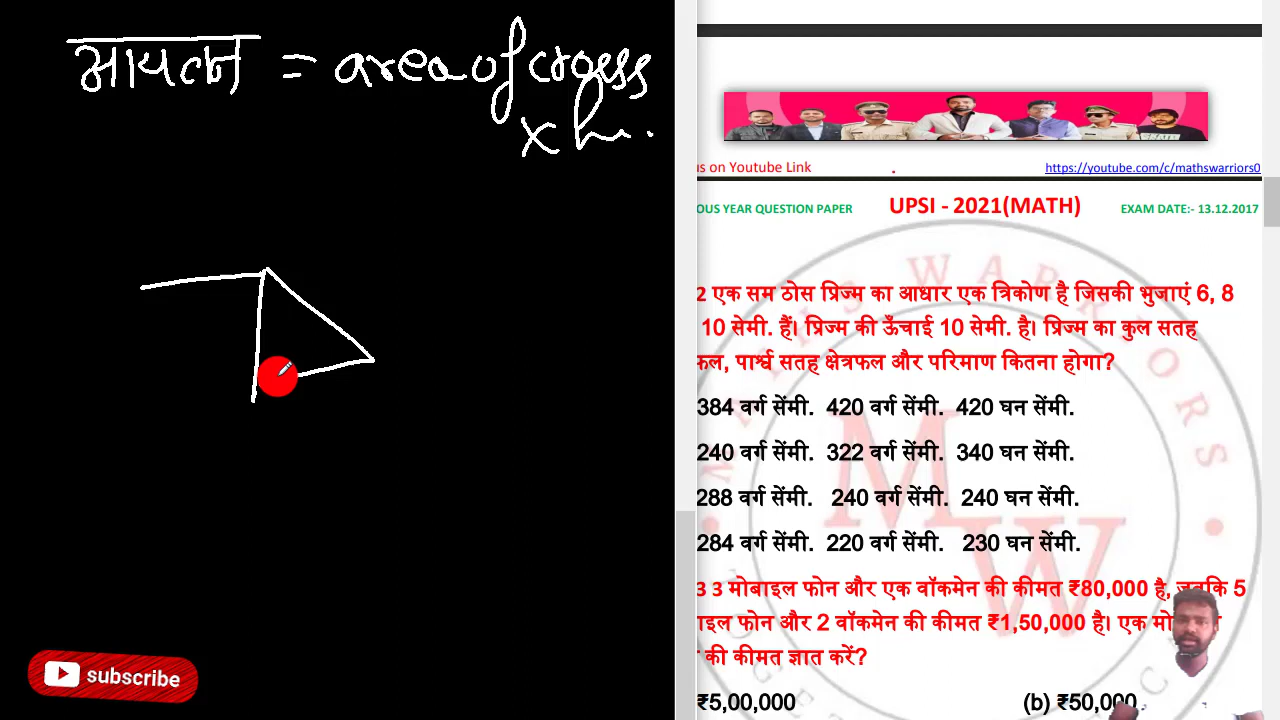 आयतन = area of cross
x h.
us on Youtube Link . https://youtube.com/c/mathswarriors0
OUS YEAR QUESTION PAPER UPSI - 2021(MATH) EXAM DATE:- 13.12.2017
2 एक सम ठोस प्रिज्म का आधार एक त्रिकोण है जिसकी भुजाएं 6, 8
10 सेमी. हैं। प्रिज्म की ऊँचाई 10 सेमी. है। प्रिज्म का कुल सतह
फल, पार्श्व सतह क्षेत्रफल और परिमाण कितना होगा?
384 वर्ग सेंमी. 420 वर्ग सेंमी. 420 घन सेंमी.
240 वर्ग सेंमी. 322 वर्ग सेंमी. 340 घन सेंमी.
288 वर्ग सेंमी. 240 वर्ग सेंमी. 240 घन सेंमी.
284 वर्ग सेंमी. 220 वर्ग सेंमी. 230 घन सेंमी.
3 3 मोबाइल फोन और एक वॉकमेन की कीमत ₹80,000 है, जबकि 5
बाइल फोन और 2 वॉकमेन की कीमत ₹1,50,000 है। एक
की कीमत ज्ञात करें?
₹5,00,000 (b) ₹50,000
subscribe